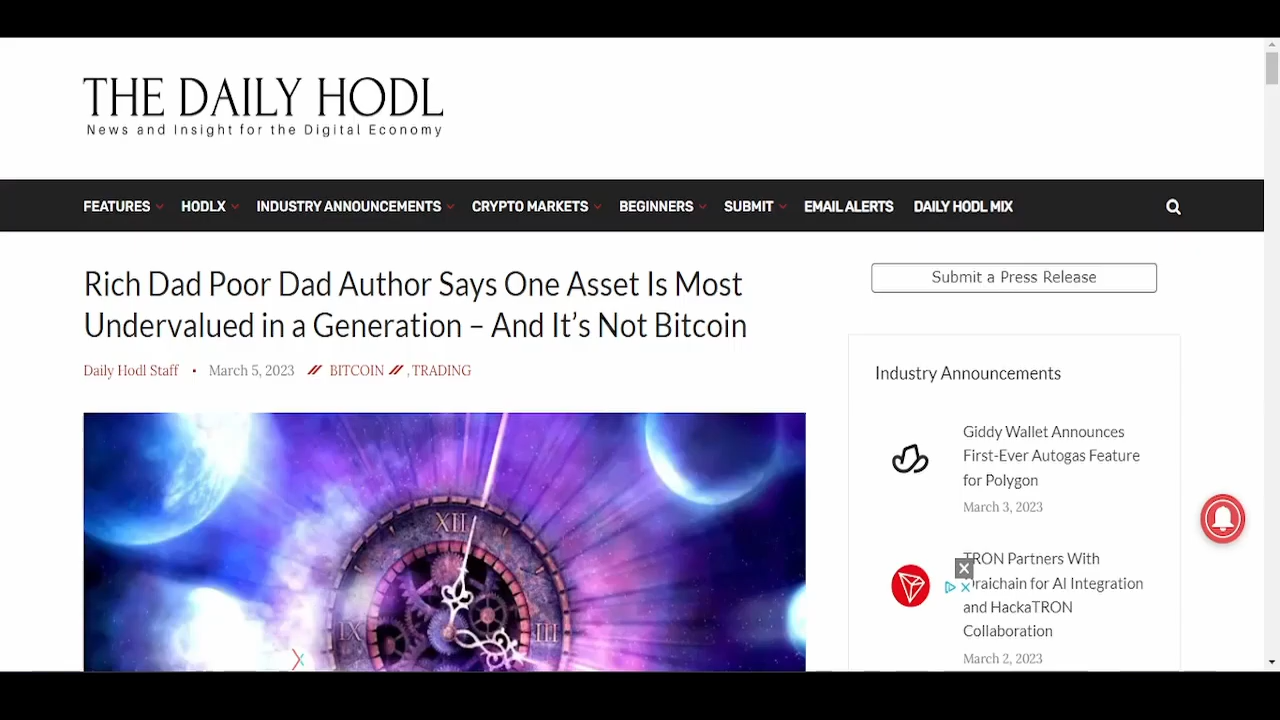 THE DAILY HODL
News and Insight for the Digital Economy
FEATURES HODLX INDUSTRY ANNOUNCEMENTS CRYPTO MARKETS BEGINNERS SUBMIT EMAIL ALERTS DAILY HODL MIX
Rich Dad Poor Dad Author Says One Asset Is Most
Undervalued in a Generation – And It's Not Bitcoin
Daily Hodl Staff • March 5, 2023 // BITCOIN // , TRADING
XII
IX
III
Submit a Press Release
Industry Announcements
Giddy Wallet Announces
First-Ever Autogas Feature
for Polygon
March 3, 2023
TRON Partners With
for AI Integration
and HackaTRON
Collaboration
March 2, 2023